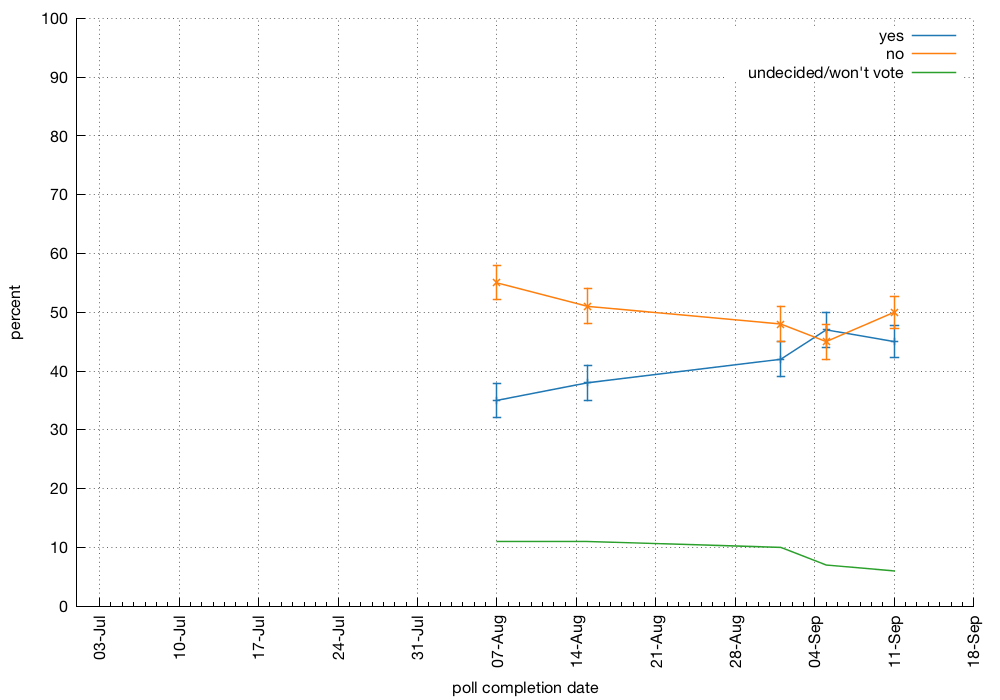 100
90
80
70
60
50
40
30
20
10
0
percent
yes
no
undecided/won't vote
03-Jul
10-Jul
17-Jul
24-Jul
31-Jul
07-Aug
14-Aug
21-Aug
28-Aug
04-Sep
11-Sep
18-Sep
poll completion date